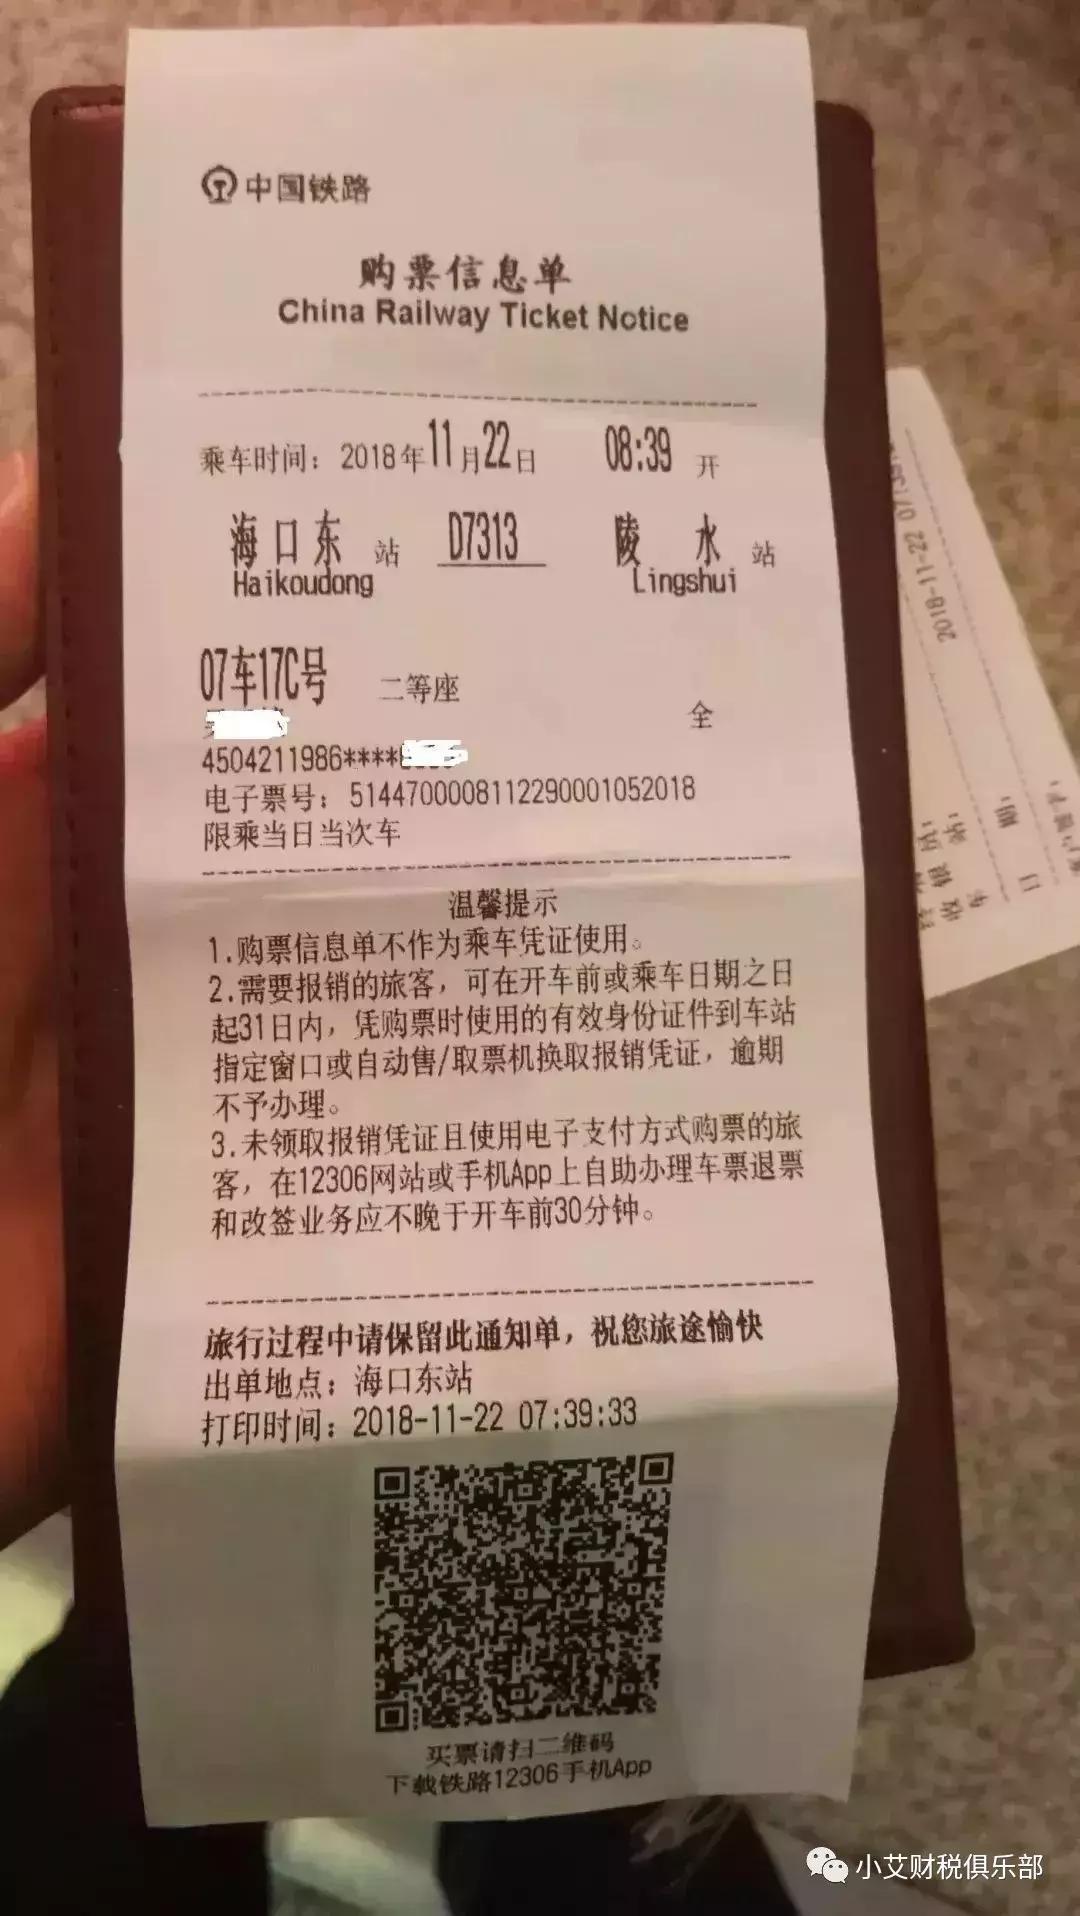 中国铁路
购票信息单
China Railway Ticket Notice
乘车时间：2018年11月22日 08:39 开
海口东 站 D7313 陵水 站
Haikoudong Lingshui
07车17C号 二等座
全
4504211986****
电子票号：5144700008112290001052018
限乘当日当次车
温馨提示
1.购票信息单不作为乘车凭证使用。
2.需要报销的旅客，可在开车前或乘车日期之日
起31日内，凭购票时使用的有效身份证件到车站
指定窗口或自动售/取票机换取报销凭证，逾期
不予办理。
3.未领取报销凭证且使用电子支付方式购票的旅
客，在12306网站或手机App上自助办理车票退票
和改签业务应不晚于开车前30分钟。
旅行过程中请保留此通知单，祝您旅途愉快
出单地点：海口东站
打印时间：2018-11-22 07:39:33
买票请扫二维码
下载铁路12306手机App
2018-11-22
小艾财税俱乐部